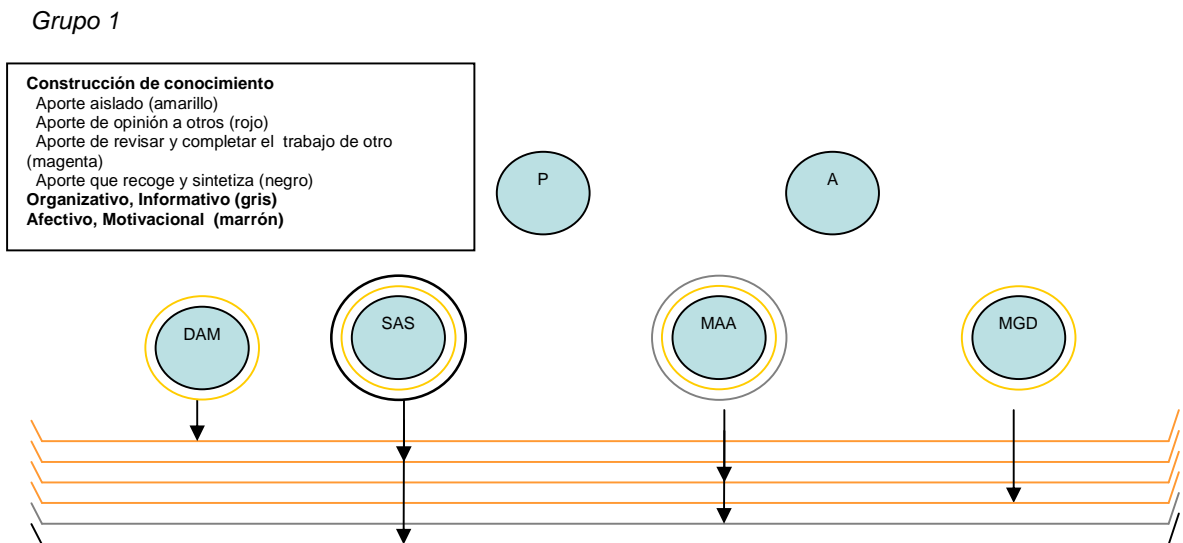 Grupo 1
Construcción de conocimiento
Aporte aislado (amarillo)
Aporte de opinión a otros (rojo)
Aporte de revisar y completar el trabajo de otro
(magenta)
Aporte que recoge y sintetiza (negro)
Organizativo, Informativo (gris)
Afectivo, Motivacional (marrón)
P
A
DAM
SAS
MAA
MGD